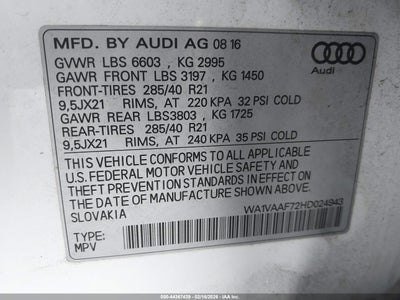 MFD. BY AUDI AG 08 16
GVWR LBS 6603 , KG 2995
GAWR FRONT LBS 3197 , KG 1450
FRONT-TIRES 285/40 R21
9,5JX21 RIMS, AT 220 KPA 32 PSI COLD
GAWR REAR LBS3803 , KG 1725
REAR-TIRES 285/40 R21
9,5JX21 RIMS, AT 240 KPA 35 PSI COLD
Audi
THIS VEHICLE CONFORMS TO ALL APPLICABLE
U.S. FEDERAL MOTOR VEHICLE SAFETY AND
THEFT PREVENTION STANDARDS IN EFFECT ON
THE DATE OF MANUFACTURE SHOWN ABOVE.
SLOVAKIA
WA1VAAF72HD024943
TYPE:
MPV